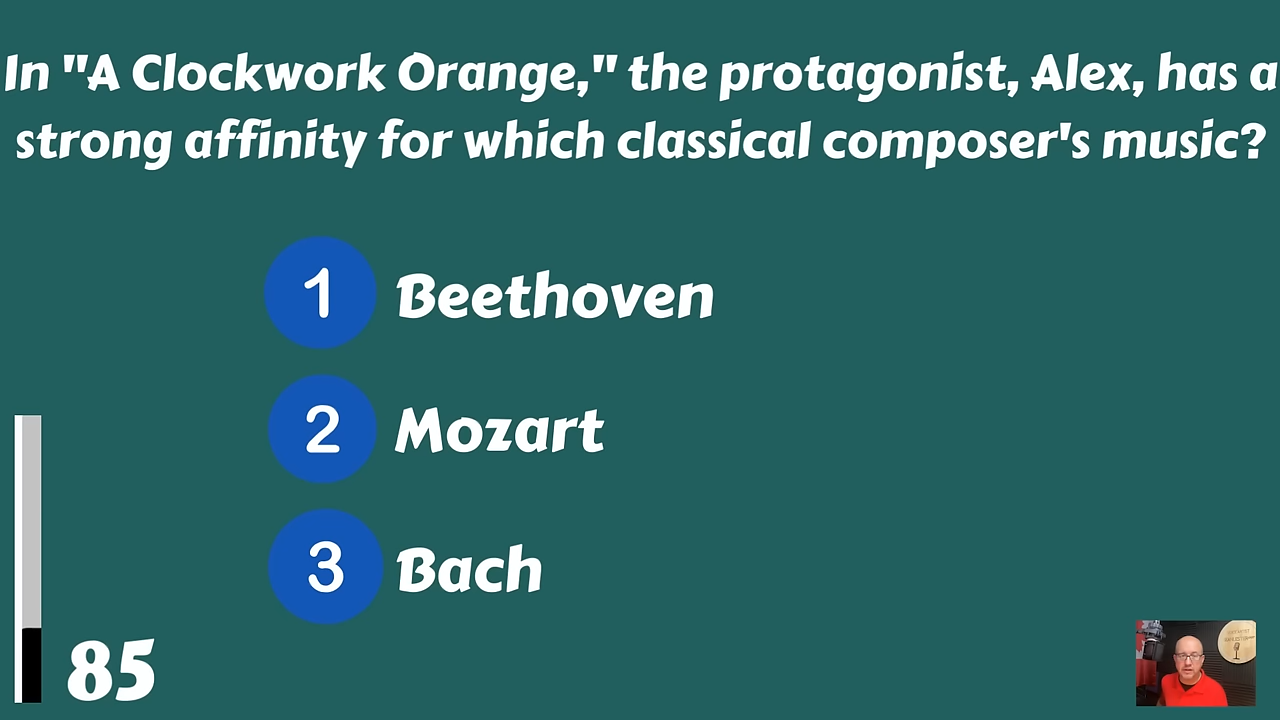 In "A Clockwork Orange," the protagonist, Alex, has a
strong affinity for which classical composer's music?
1 Beethoven
2 Mozart
3 Bach
85